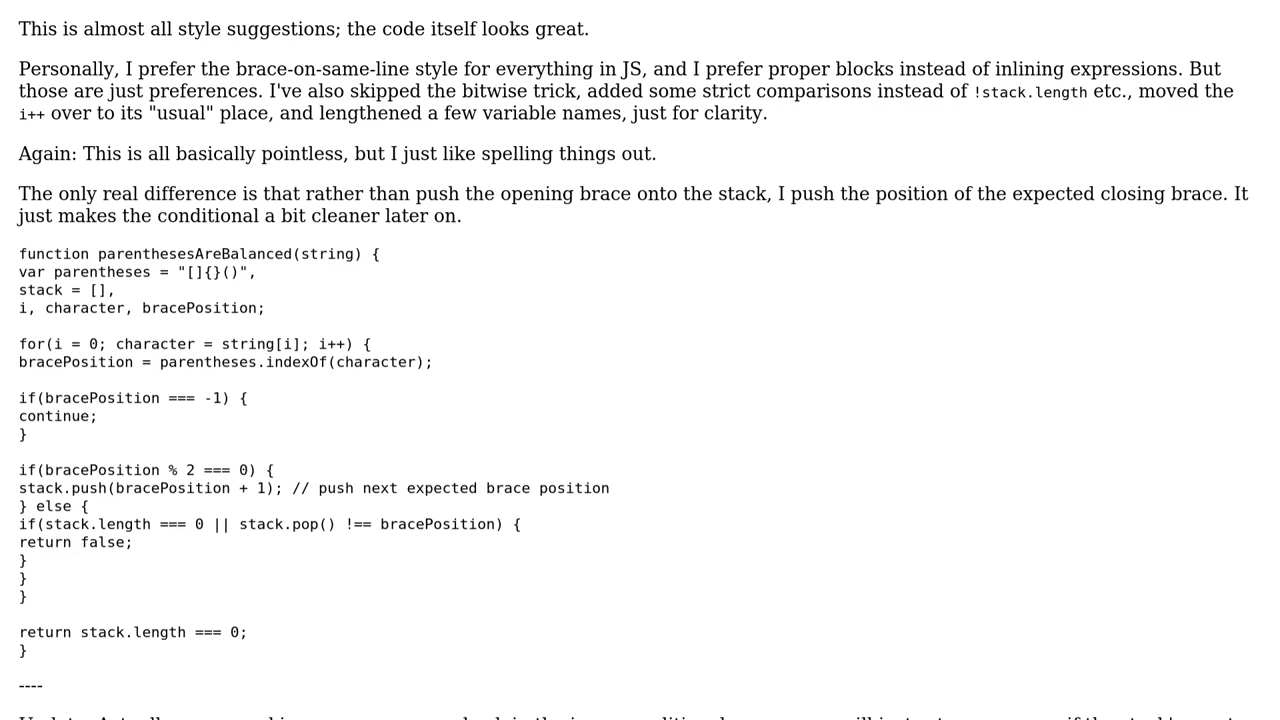 This is almost all style suggestions; the code itself looks great.
Personally, I prefer the brace-on-same-line style for everything in JS, and I prefer proper blocks instead of inlining expressions. But
those are just preferences. I've also skipped the bitwise trick, added some strict comparisons instead of !stack.length etc., moved the
i++ over to its "usual" place, and lengthened a few variable names, just for clarity.
Again: This is all basically pointless, but I just like spelling things out.
The only real difference is that rather than push the opening brace onto the stack, I push the position of the expected closing brace. It
just makes the conditional a bit cleaner later on.
function parenthesesAreBalanced(string) {
var parentheses = "[]{}()",
stack = [],
i, character, bracePosition;
for(i = 0; character = string[i]; i++) {
bracePosition = parentheses.indexOf(character);
if(bracePosition === -1) {
continue;
}
if(bracePosition % 2 === 0) {
stack.push(bracePosition + 1); // push next expected brace position
} else {
if(stack.length === 0 || stack.pop() !== bracePosition) {
return false;
}
}
}
return stack.length === 0;
}
----